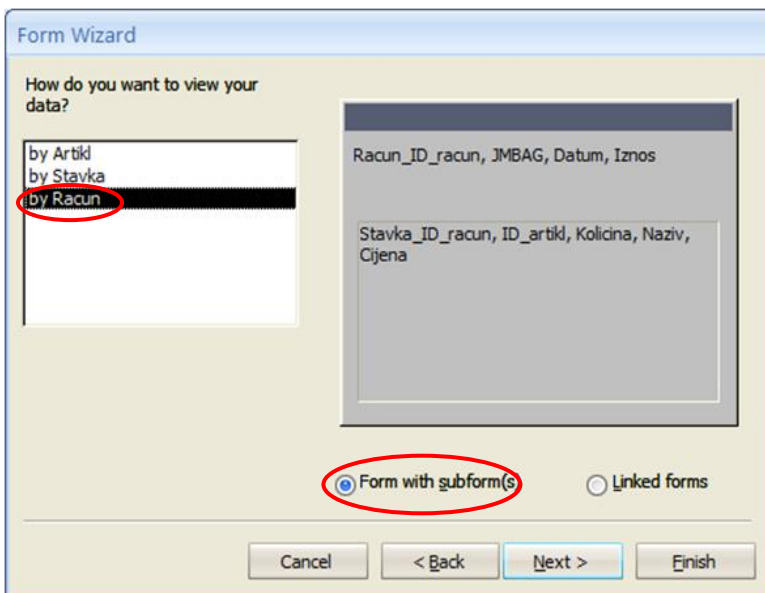 Form Wizard
How do you want to view your
data?
by Artikl
by Stavka
by Racun
Racun_ID_racun, JMBAG, Datum, Iznos
Stavka_ID_racun, ID_artikl, Kolicina, Naziv,
Cijena
Form with subform(s)
Linked forms
Cancel
< Back
Next >
Finish